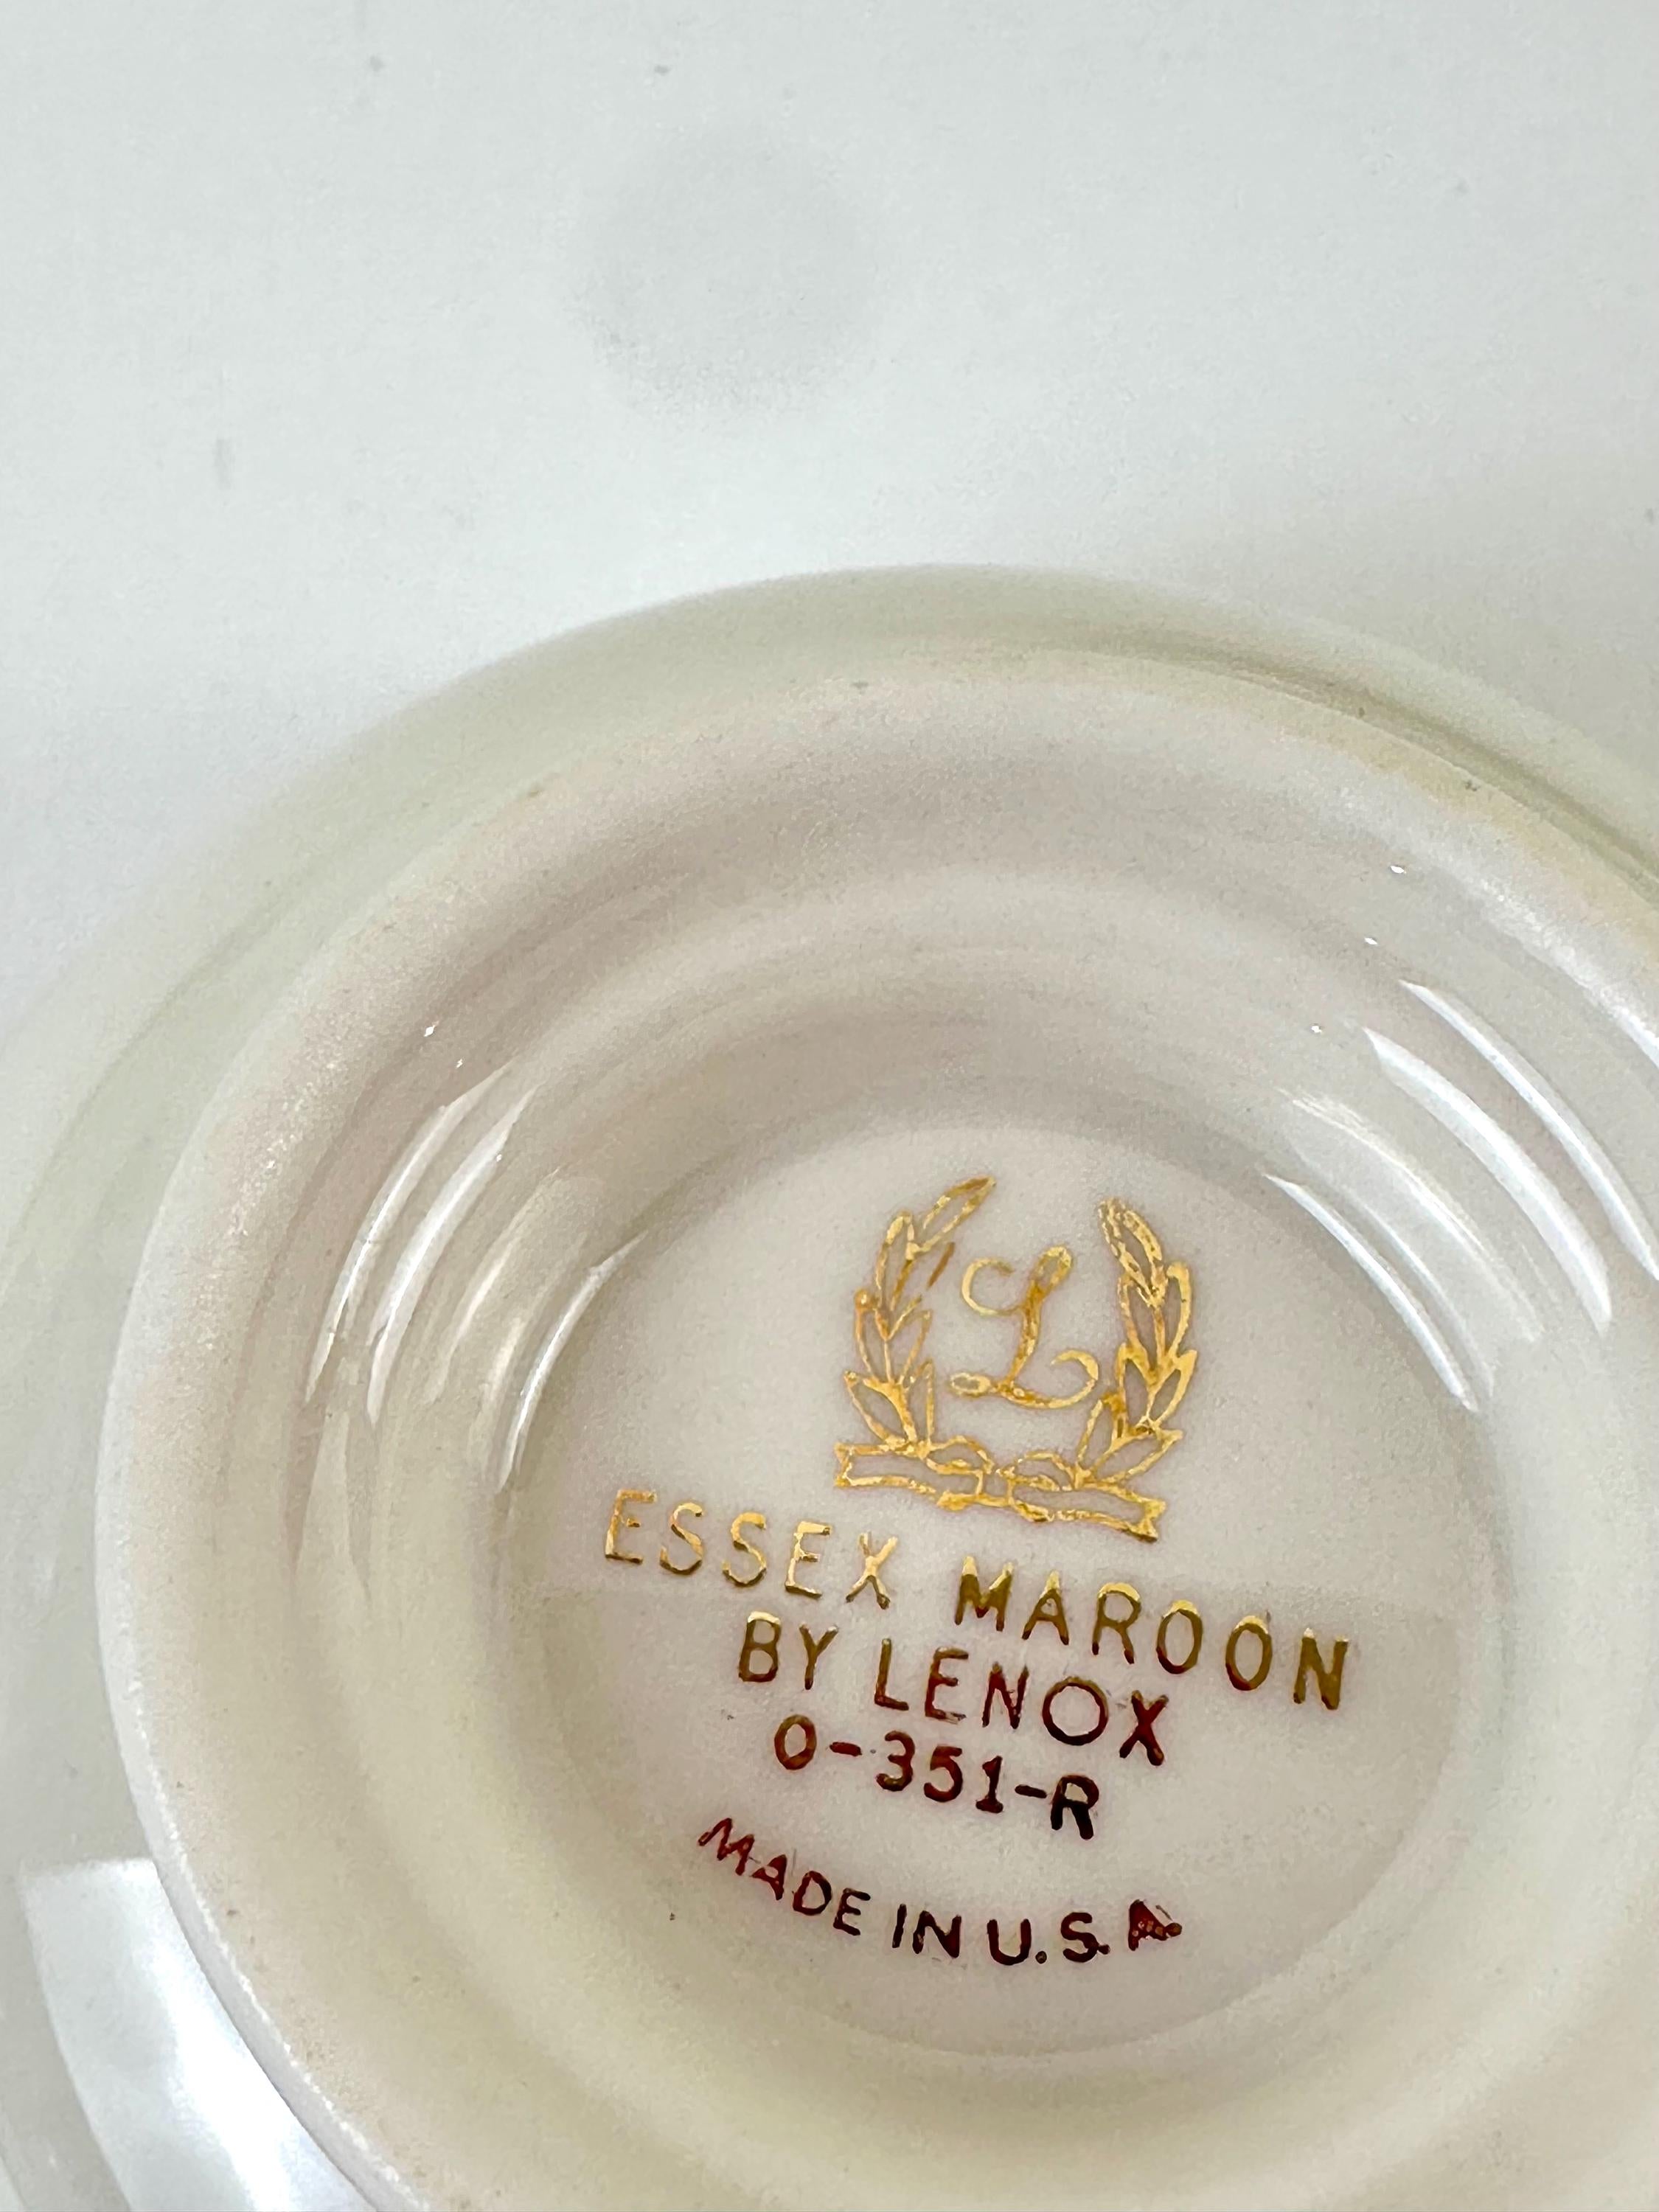 L
ESSEX MAROON
BY LENOX
O-351-R
MADE IN U.S.A.